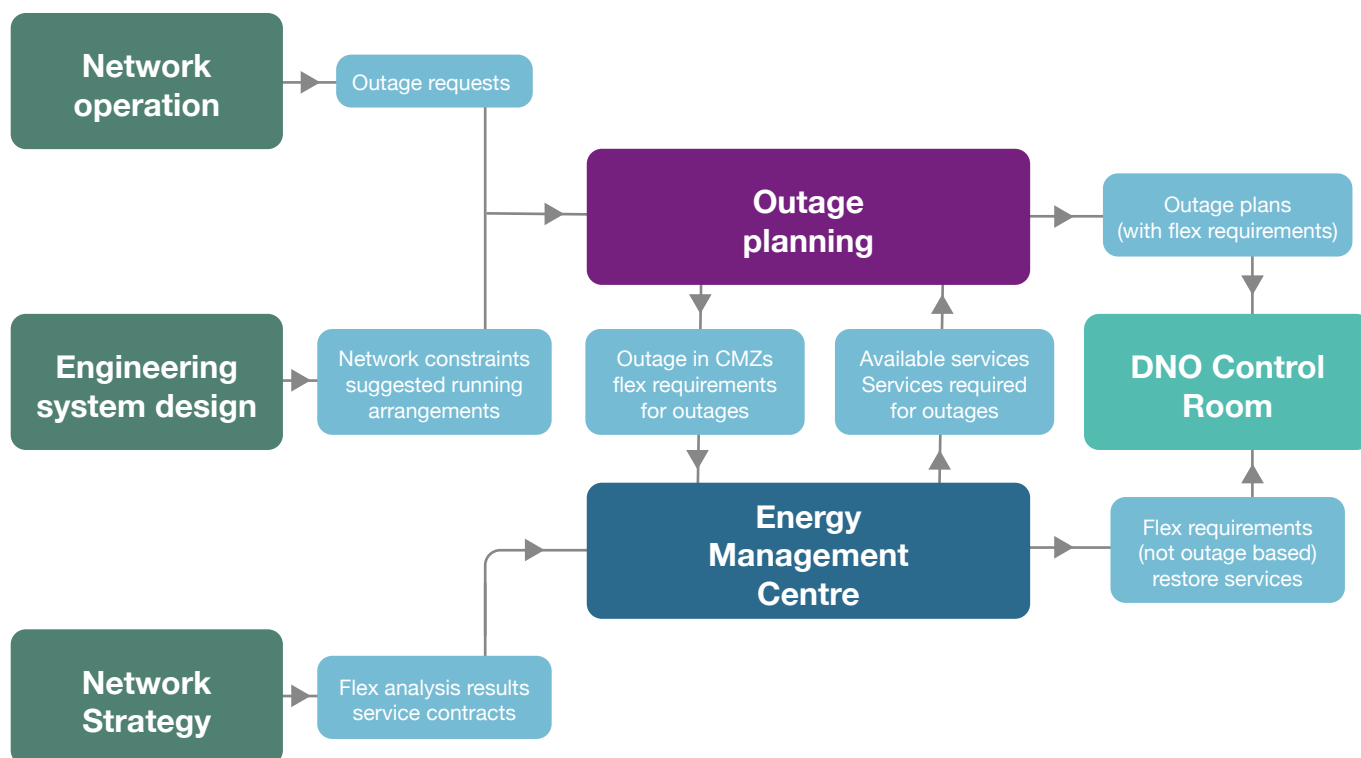 Network
operation
Outage requests
Outage
planning
Outage plans
(with flex requirements)
Engineering
system design
Network constraints
suggested running
arrangements
Outage in CMZs
flex requirements
for outages
Available services
Services required
for outages
DNO Control
Room
Energy
Management
Centre
Flex requirements
(not outage based)
restore services
Network
Strategy
Flex analysis results
service contracts